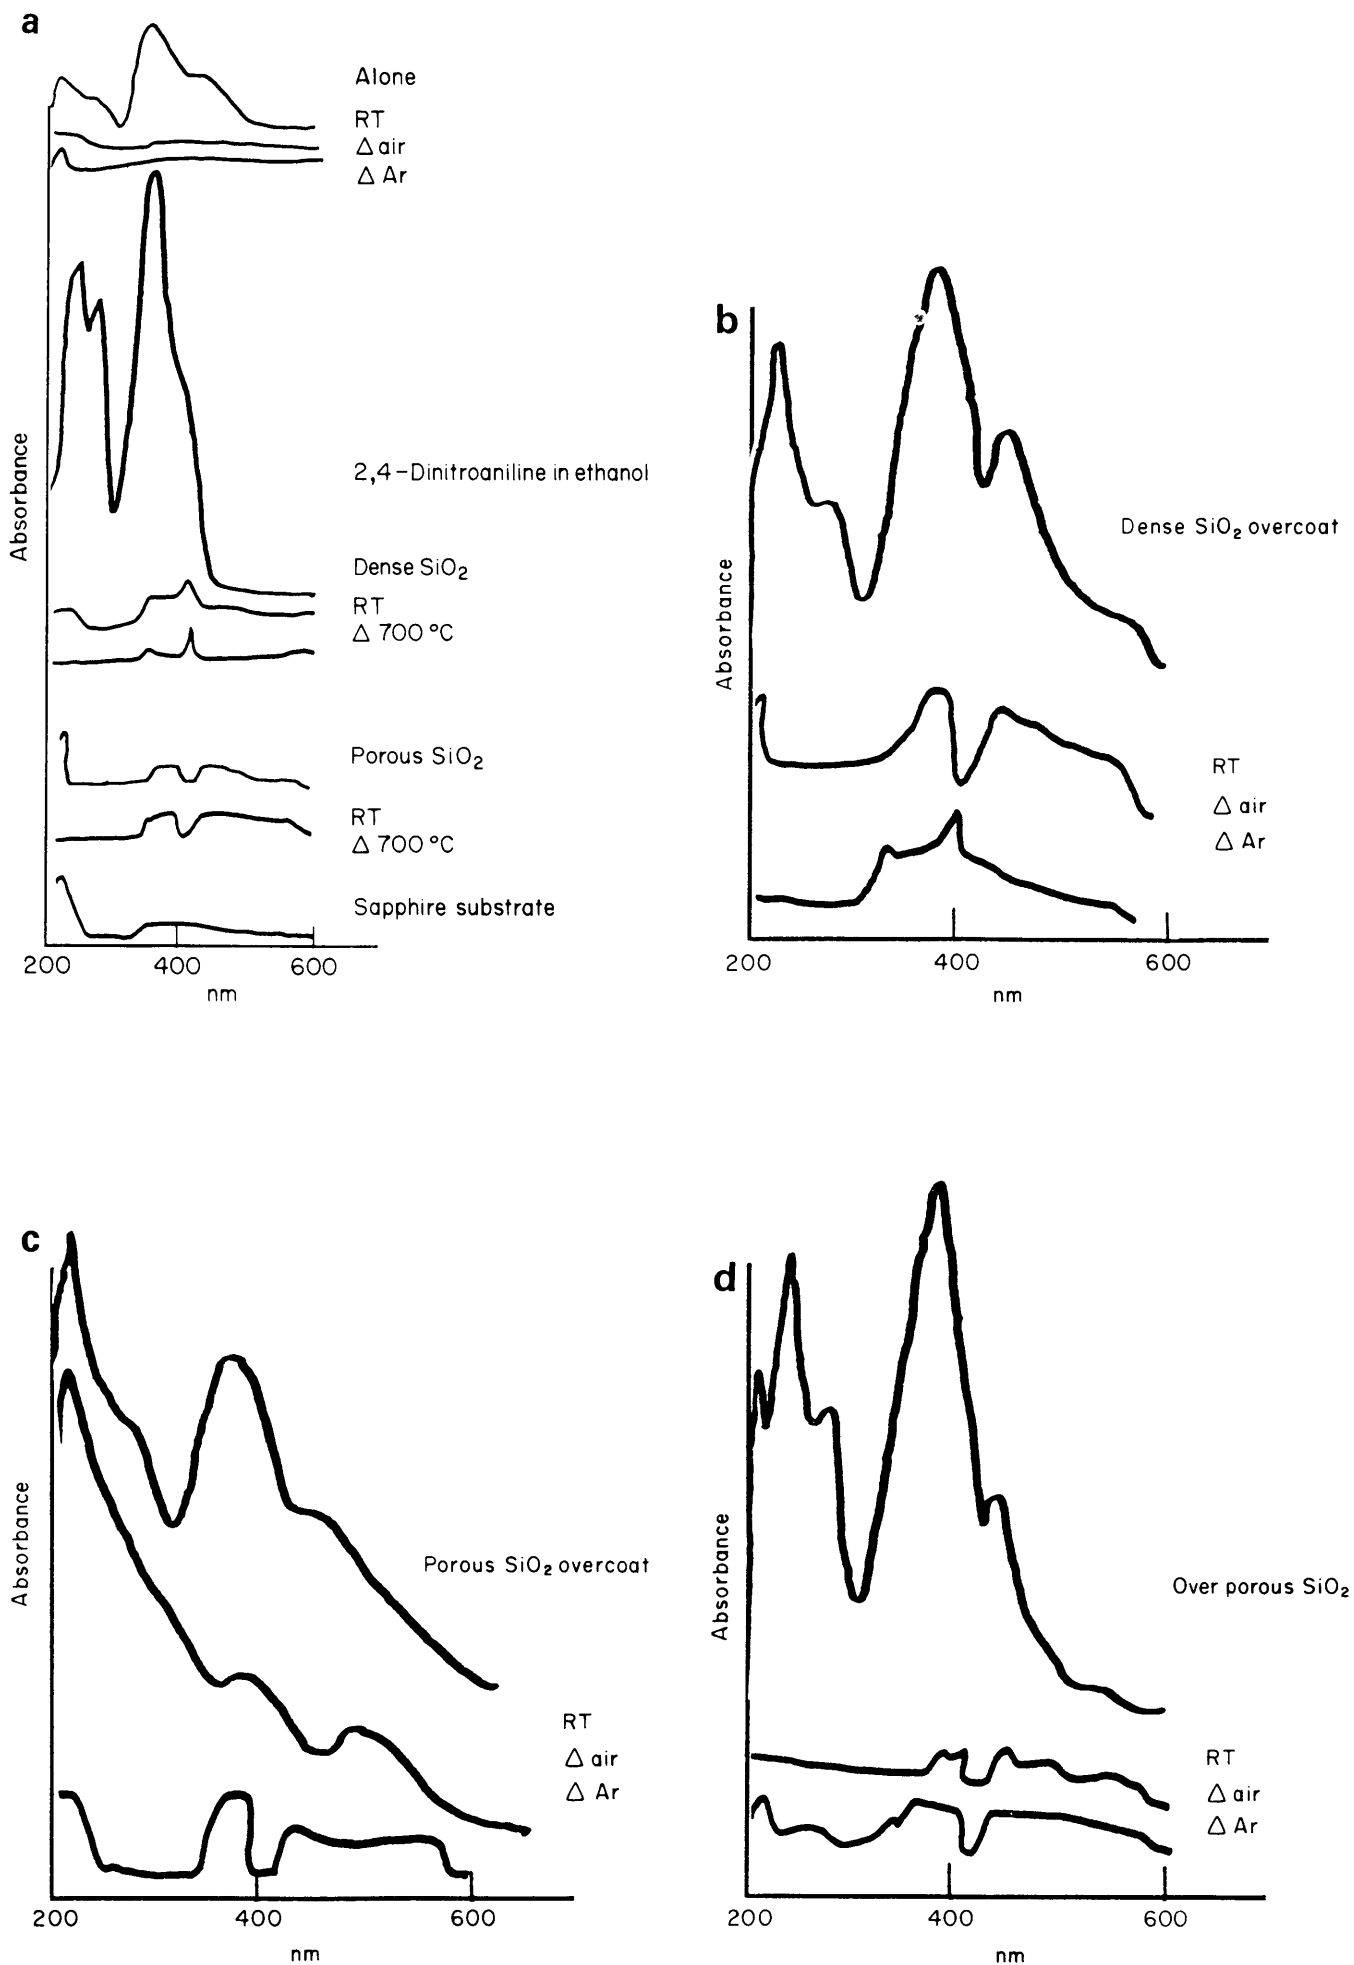 a
Alone
RT
Δ air
Δ Ar
2,4-Dinitroaniline in ethanol
Absorbance
Dense SiO₂
RT
Δ 700 °C
Porous SiO₂
RT
Δ 700 °C
Sapphire substrate
200 400 600
nm
b
Dense SiO₂ overcoat
Absorbance
RT
Δ air
Δ Ar
200 400 600
nm
c
Absorbance
Porous SiO₂ overcoat
RT
Δ air
Δ Ar
200 400 600
nm
d
Absorbance
Over porous SiO₂
RT
Δ air
Δ Ar
200 400 600
nm